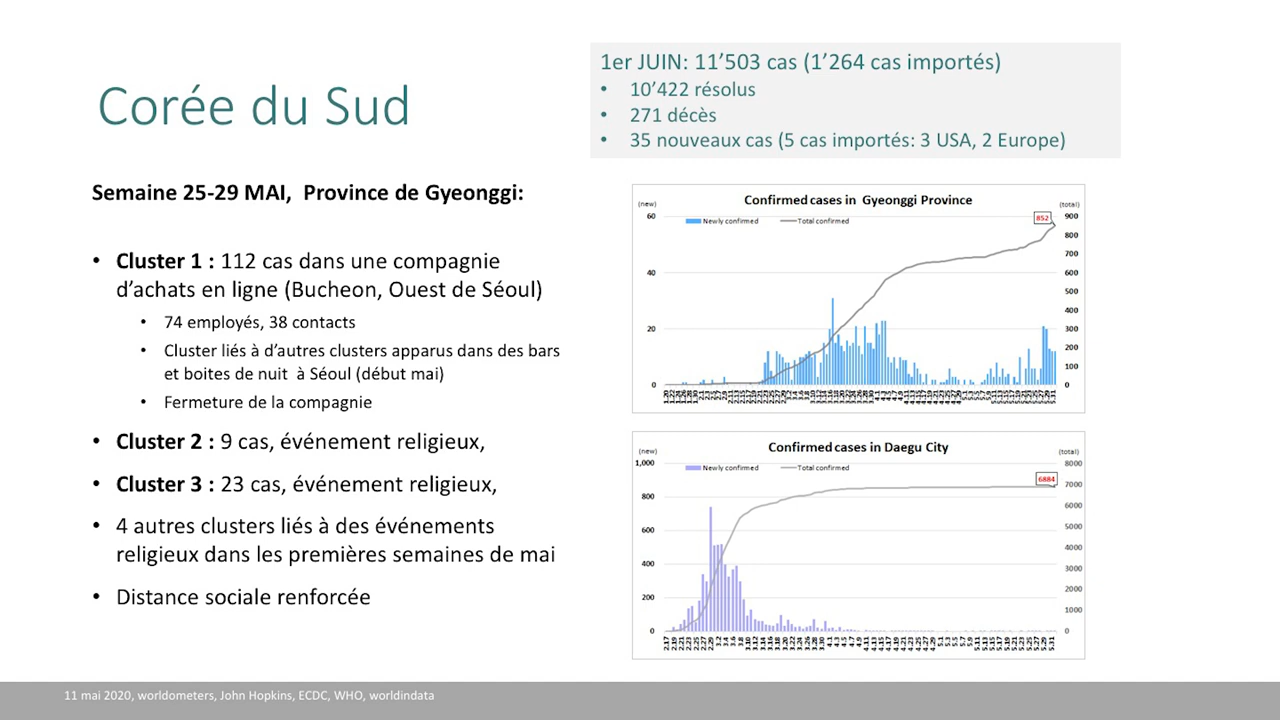 Corée du Sud
1er JUIN: 11’503 cas (1’264 cas importés)
• 10’422 résolus
• 271 décès
• 35 nouveaux cas (5 cas importés: 3 USA, 2 Europe)
Semaine 25-29 MAI, Province de Gyeonggi:
• Cluster 1 : 112 cas dans une compagnie
d’achats en ligne (Bucheon, Ouest de Séoul)
• 74 employés, 38 contacts
• Cluster liés à d’autres clusters apparus dans des bars
et boites de nuit à Séoul (début mai)
• Fermeture de la compagnie
• Cluster 2 : 9 cas, événement religieux,
• Cluster 3 : 23 cas, événement religieux,
• 4 autres clusters liés à des événements
religieux dans les premières semaines de mai
• Distance sociale renforcée
Confirmed cases in Gyeonggi Province
(new) (total)
Newly confirmed Total confirmed
852
60 900
800
700
40 600
500
400
20 300
200
100
0 0
Confirmed cases in Daegu City
(new) (total)
Newly confirmed Total confirmed
6884
1,000 8000
7000
800 6000
600 5000
4000
400 3000
200 2000
1000
0 0
11 mai 2020, worldometers, John Hopkins, ECDC, WHO, worldindata